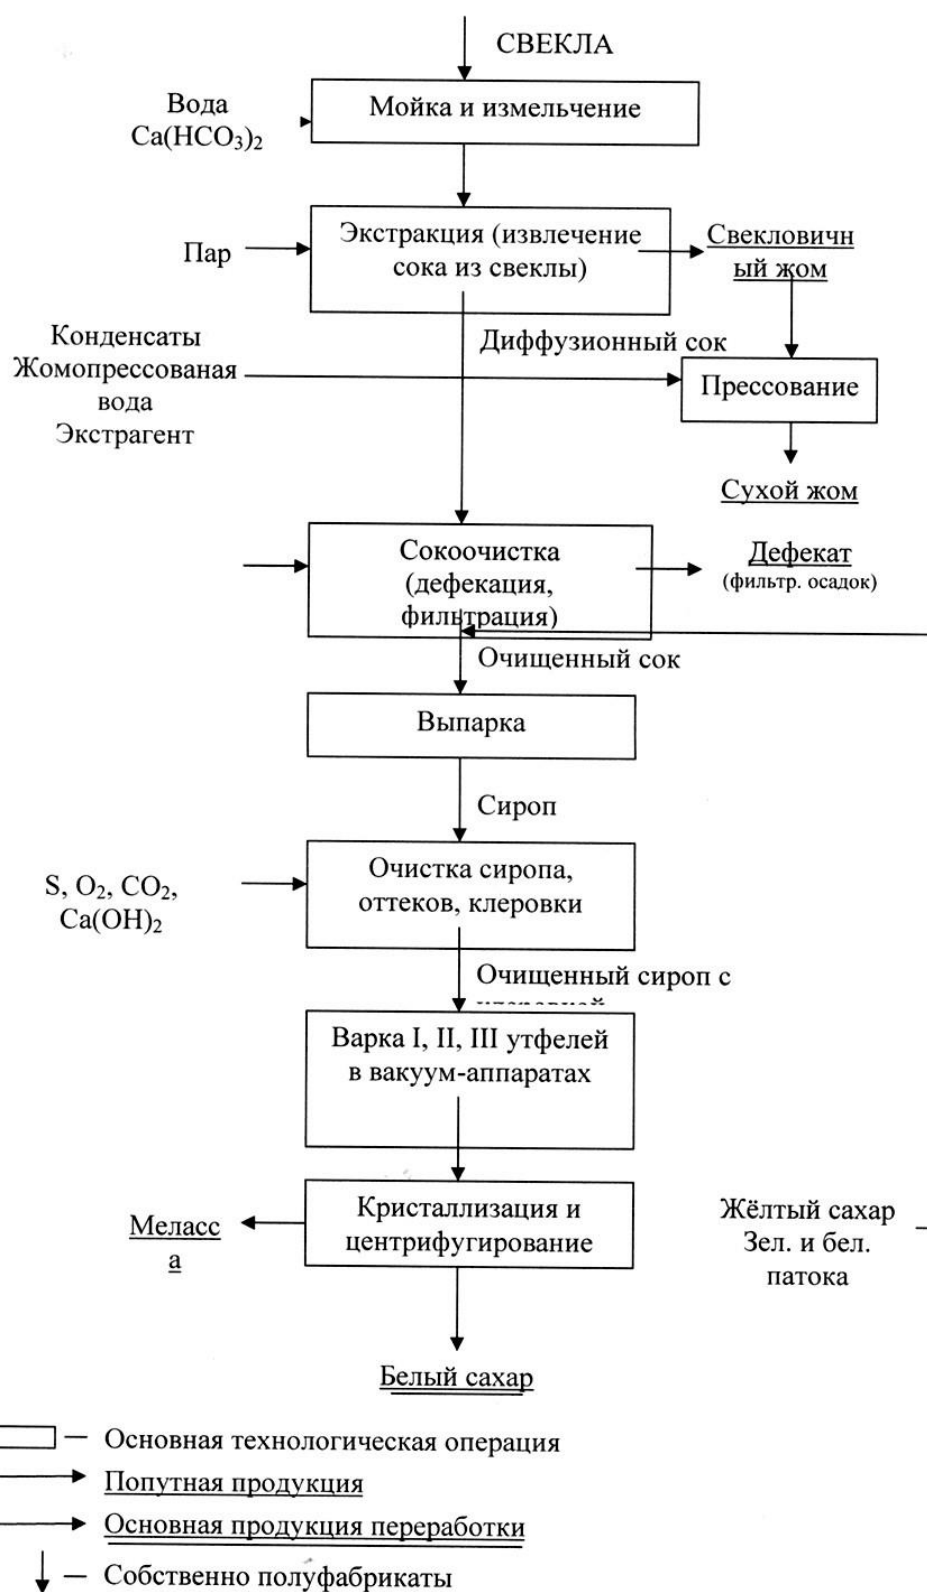 СВЕКЛА
Вода
Ca(HCO₃)₂
Мойка и измельчение
Пар
Экстракция (извлечение
сока из свеклы)
Свекловичн
ый жом
Конденсаты
Жомопрессованая
вода
Экстрагент
Диффузионный сок
Прессование
Сухой жом
Сокоочистка
(дефекация,
фильтрация)
Дефекат
(фильтр. осадок)
Очищенный сок
Выпарка
Сироп
S, O₂, CO₂,
Ca(OH)₂
Очистка сиропа,
оттеков, клеровки
Очищенный сироп с
Варка I, II, III утфелей
в вакуум-аппаратах
Меласс
а
Кристаллизация и
центрифугирование
Жёлтый сахар
Зел. и бел.
патока
Белый сахар
— Основная технологическая операция
Попутная продукция
Основная продукция переработки
— Собственно полуфабрикаты